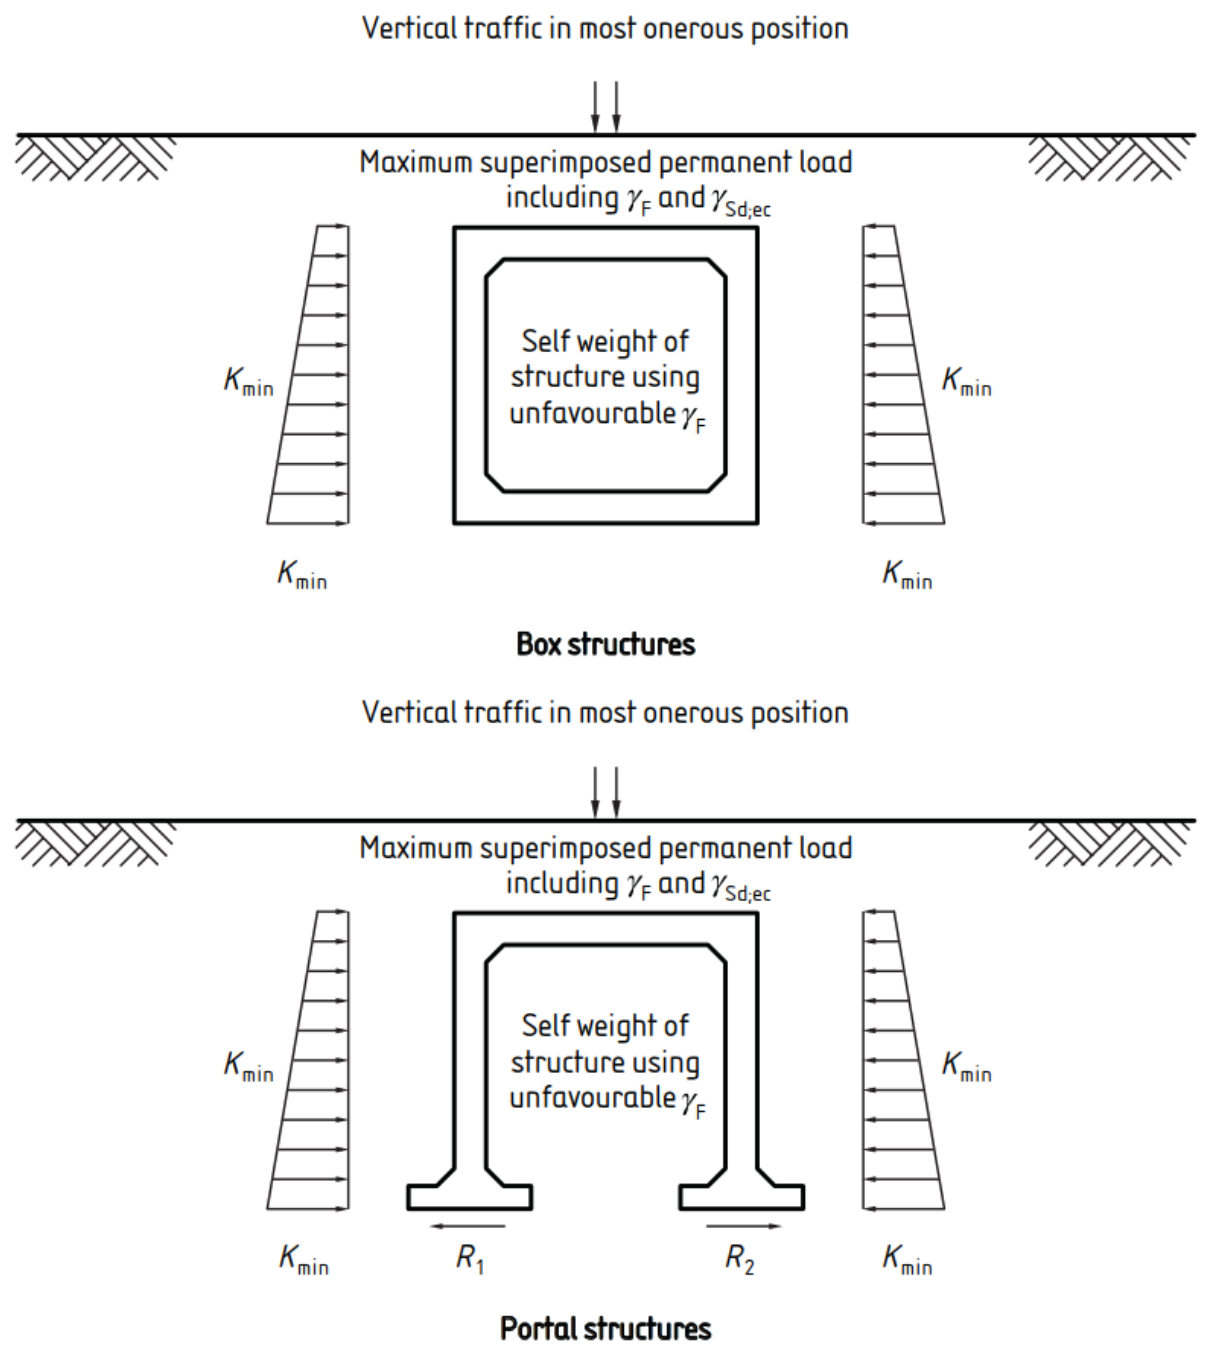 Vertical traffic in most onerous position
Maximum superimposed permanent load
including γF and γSd;ec
Self weight of
structure using
unfavourable γF
Kmin
Kmin
Kmin
Kmin
Box structures
Vertical traffic in most onerous position
Maximum superimposed permanent load
including γF and γSd;ec
Self weight of
structure using
unfavourable γF
Kmin
Kmin
Kmin
R1
R2
Kmin
Portal structures